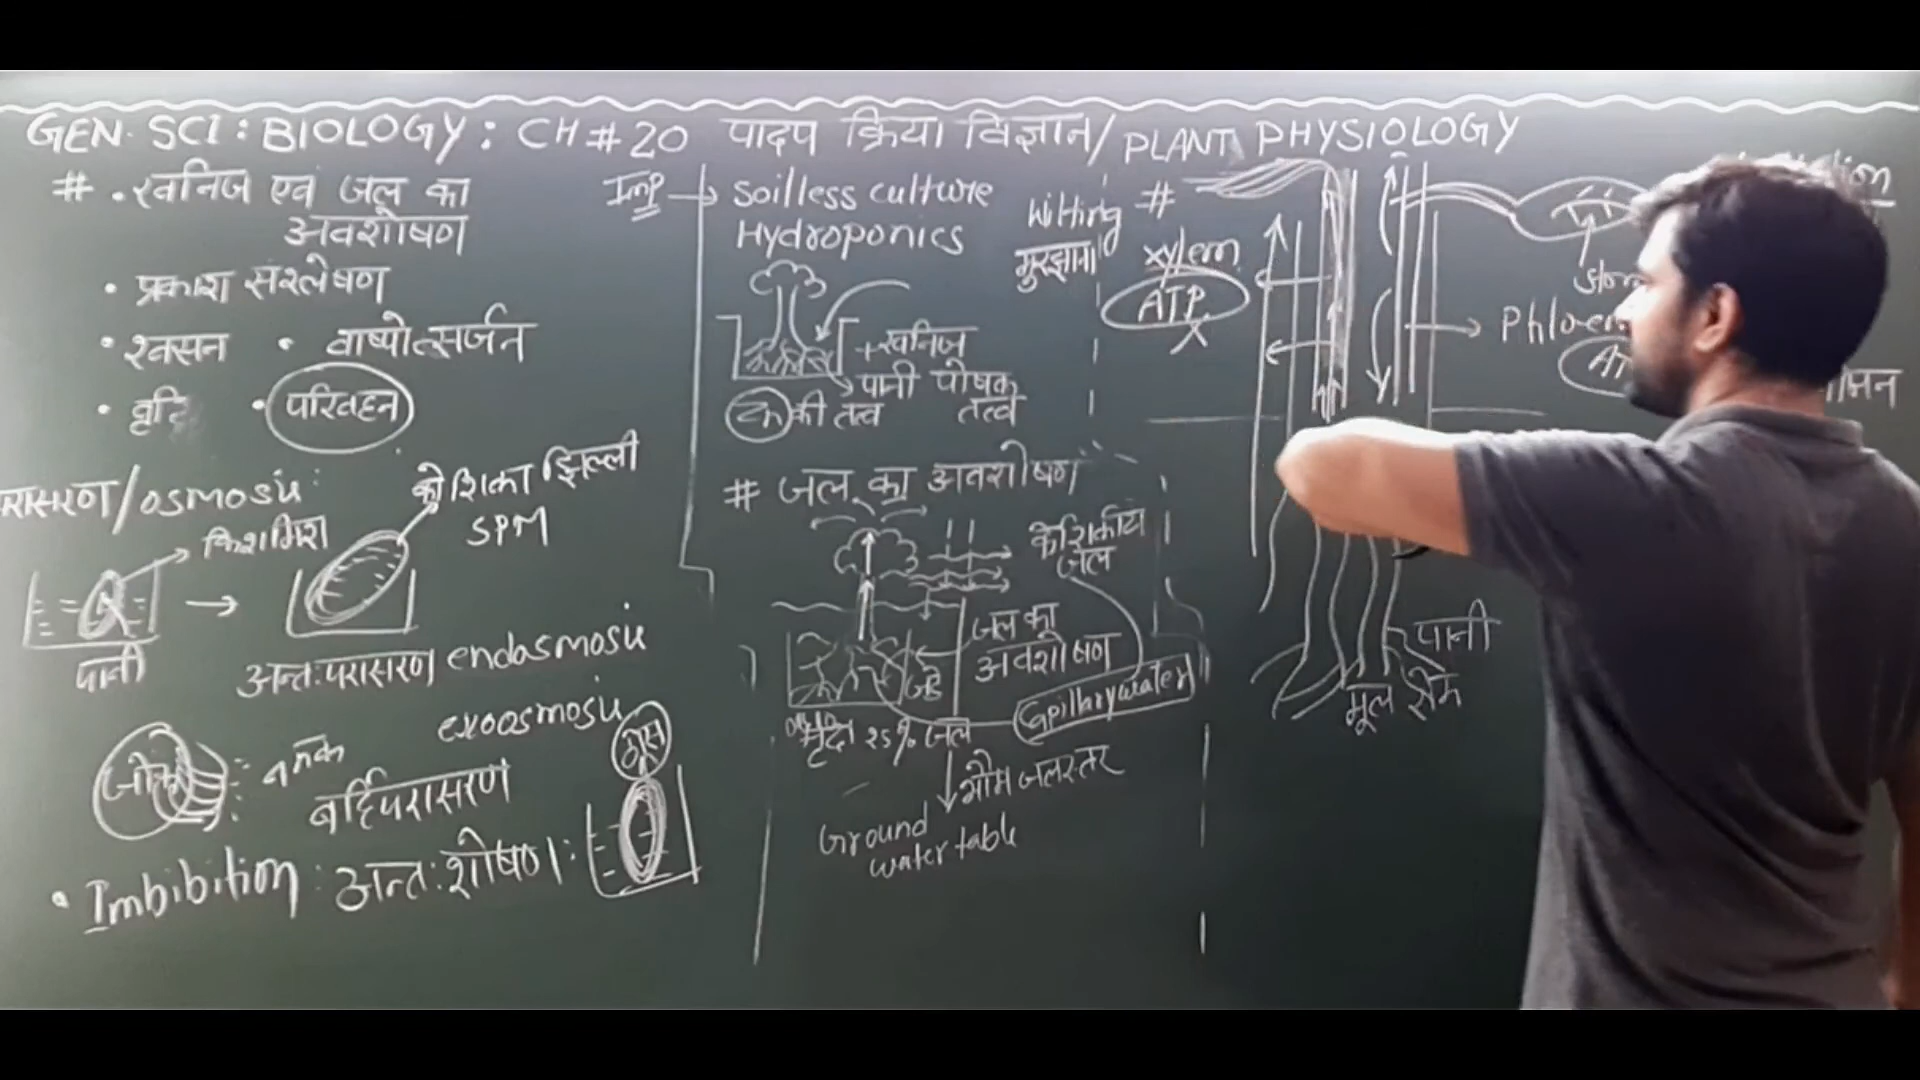 GEN. SCI : BIOLOGY : CH # 20 पादप क्रिया विज्ञान / PLANT PHYSIOLOGY
# . खनिज एवं जल का
अवशोषण
• प्रकाश संश्लेषण
• श्वसन • वाष्पोत्सर्जन
• परिवहन
परासरण/osmosis :
किशमिश
पानी
कोशिका झिल्ली
SPM
अन्तःपरासरण endosmosis
exoosmosis
जोंक
नमक
बर्हिपरासरण
• Imbibition : अन्तःशोषण :
Imp → Soilless culture
Hydroponics
+ खनिज
पानी पोषक
तत्व
की तत्व
# जल का अवशोषण
केशिकीय
जल
जल का
अवशोषण
जड़े
Capillary water
मृदा 25% जल
भौम जलस्तर
Ground
water table
Wilting
मुरझाना
#
xylem
ATP
X
Phloem
पानी
मूल रोम